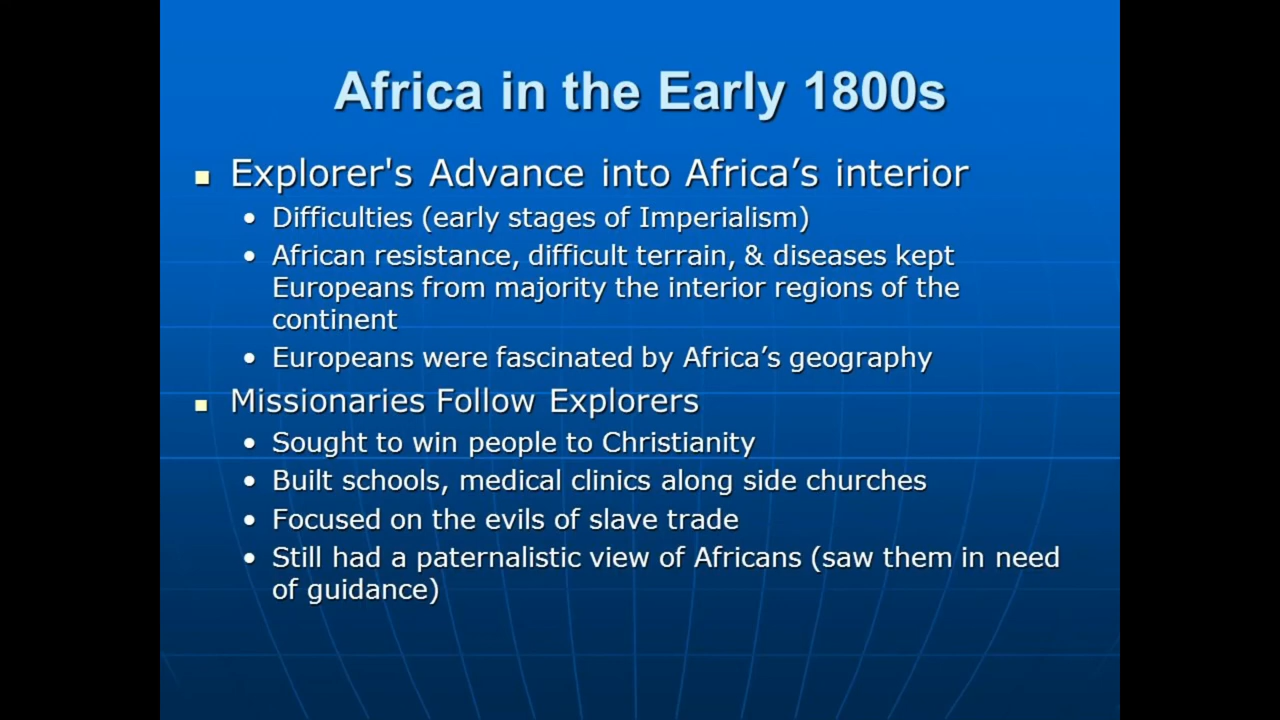 Africa in the Early 1800s
Explorer's Advance into Africa’s interior
Difficulties (early stages of Imperialism)
African resistance, difficult terrain, & diseases kept
Europeans from majority the interior regions of the
continent
Europeans were fascinated by Africa’s geography
Missionaries Follow Explorers
Sought to win people to Christianity
Built schools, medical clinics along side churches
Focused on the evils of slave trade
Still had a paternalistic view of Africans (saw them in need
of guidance)